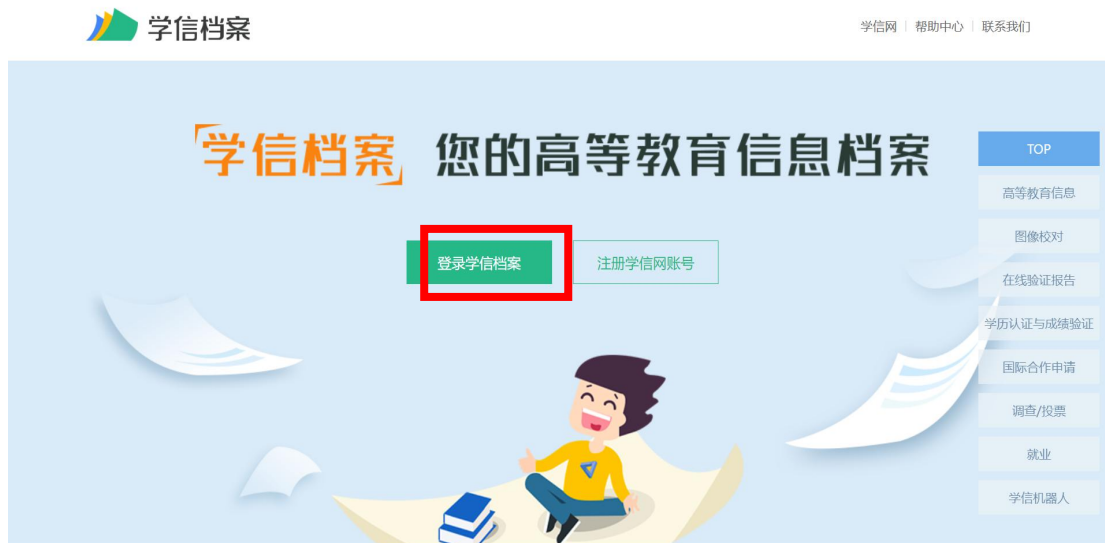 学信档案
学信网 | 帮助中心 | 联系我们
学信档案 您的高等教育信息档案
登录学信档案
注册学信网账号
TOP
高等教育信息
图像校对
在线验证报告
学历认证与成绩验证
国际合作申请
调查/投票
就业
学信机器人